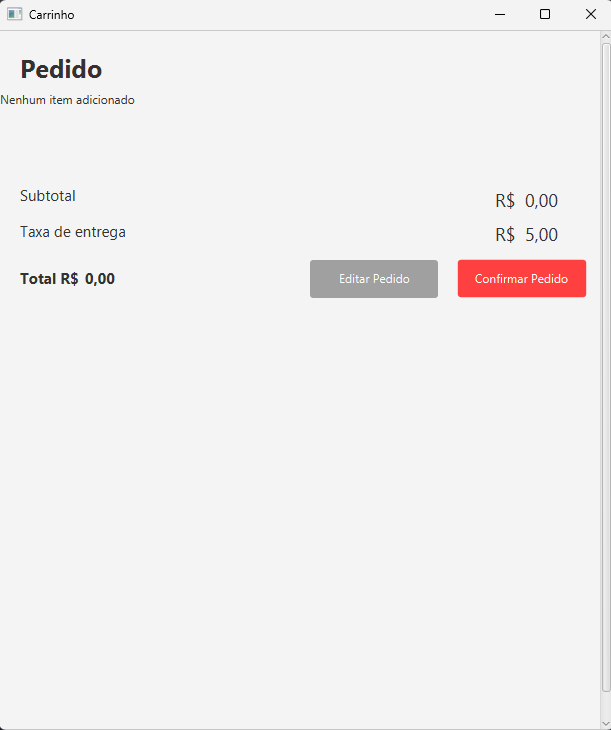 Carrinho
Pedido
Nenhum item adicionado
Subtotal R$ 0,00
Taxa de entrega R$ 5,00
Total R$ 0,00 Editar Pedido Confirmar Pedido